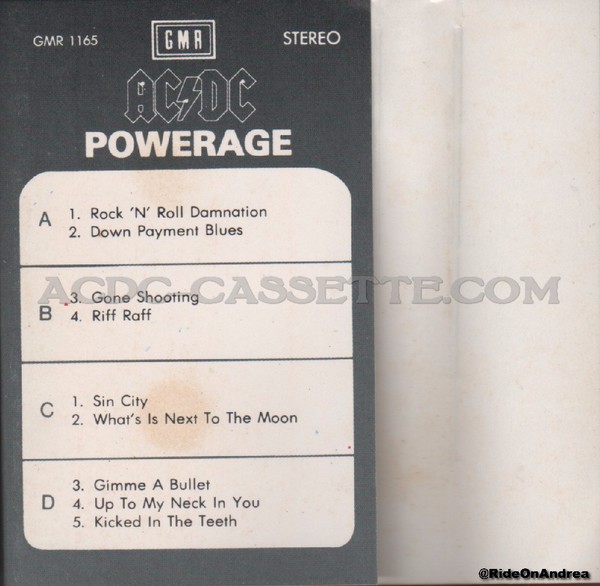 GMR 1165
GMR
STEREO
AC/DC
POWERAGE
A
1. Rock 'N' Roll Damnation
2. Down Payment Blues
ACDC-CASSETTE.COM
B
3. Gone Shooting
4. Riff Raff
C
1. Sin City
2. What's Is Next To The Moon
D
3. Gimme A Bullet
4. Up To My Neck In You
5. Kicked In The Teeth
@RideOnAndrea